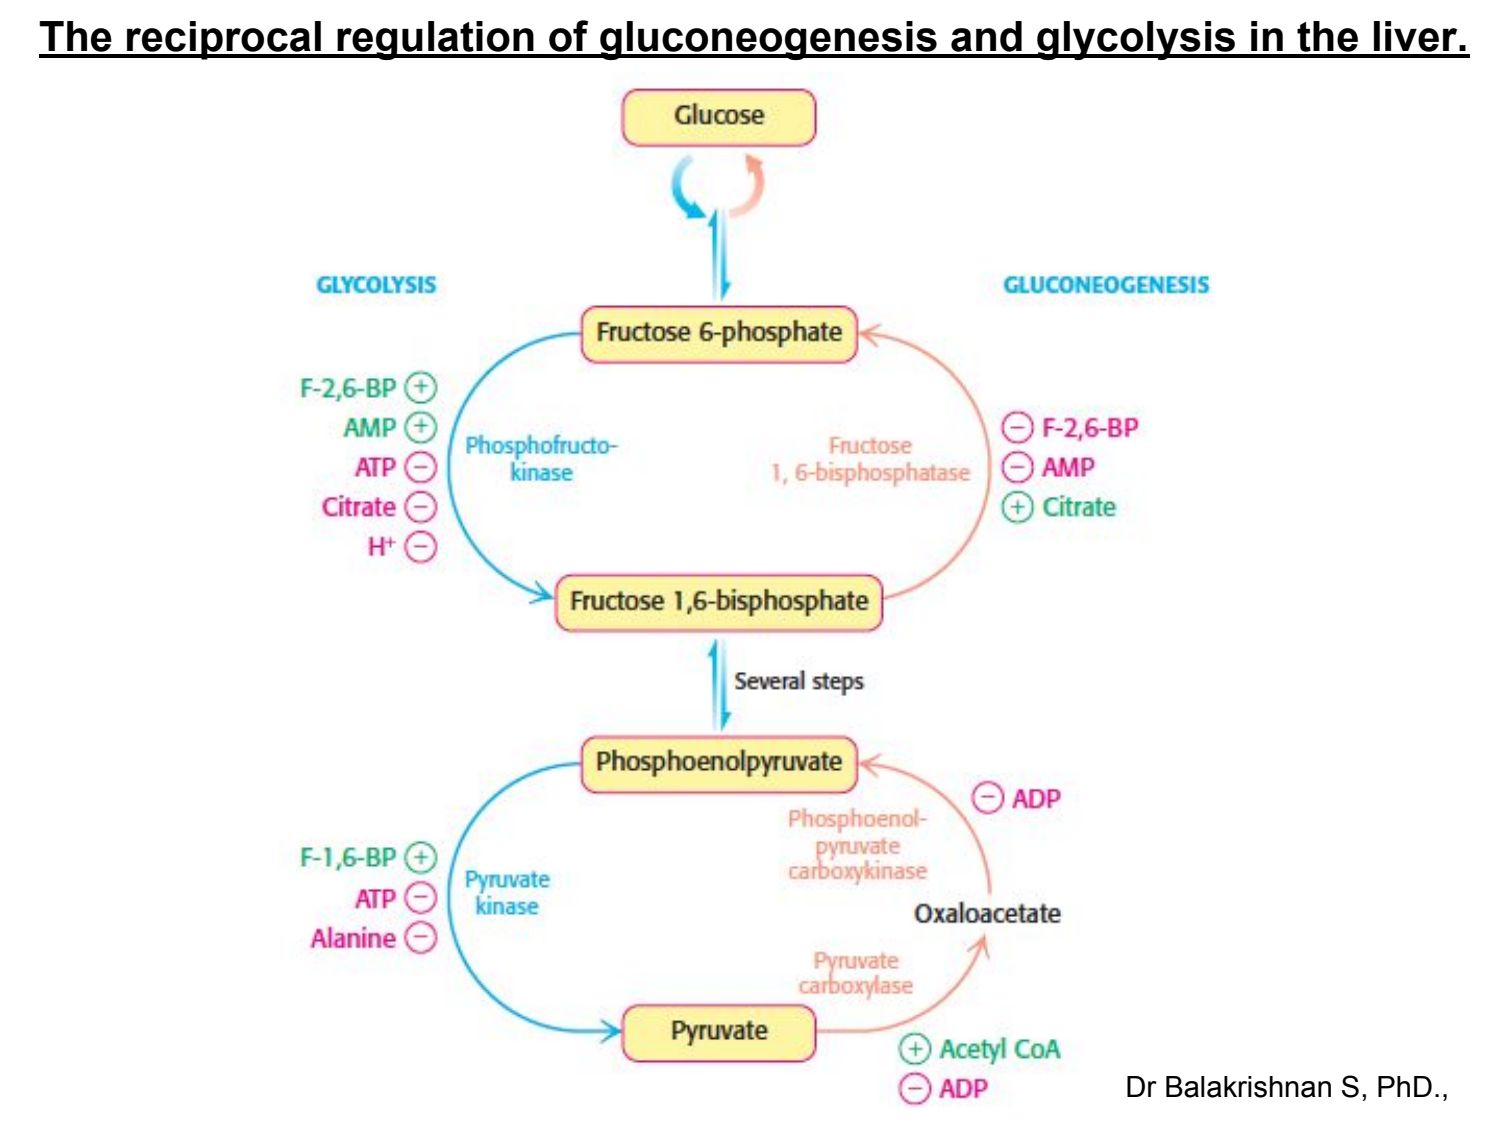 The reciprocal regulation of gluconeogenesis and glycolysis in the liver.
Glucose
GLYCOLYSIS
GLUCONEOGENESIS
Fructose 6-phosphate
F-2,6-BP +
AMP +
ATP −
Citrate −
H⁺ −
Phosphofructo-
kinase
Fructose
1, 6-bisphosphatase
− F-2,6-BP
− AMP
+ Citrate
Fructose 1,6-bisphosphate
Several steps
Phosphoenolpyruvate
F-1,6-BP +
ATP −
Alanine −
Pyruvate
kinase
Phosphoenol-
pyruvate
carboxykinase
− ADP
Oxaloacetate
Pyruvate
carboxylase
Pyruvate
+ Acetyl CoA
− ADP
Dr Balakrishnan S, PhD.,